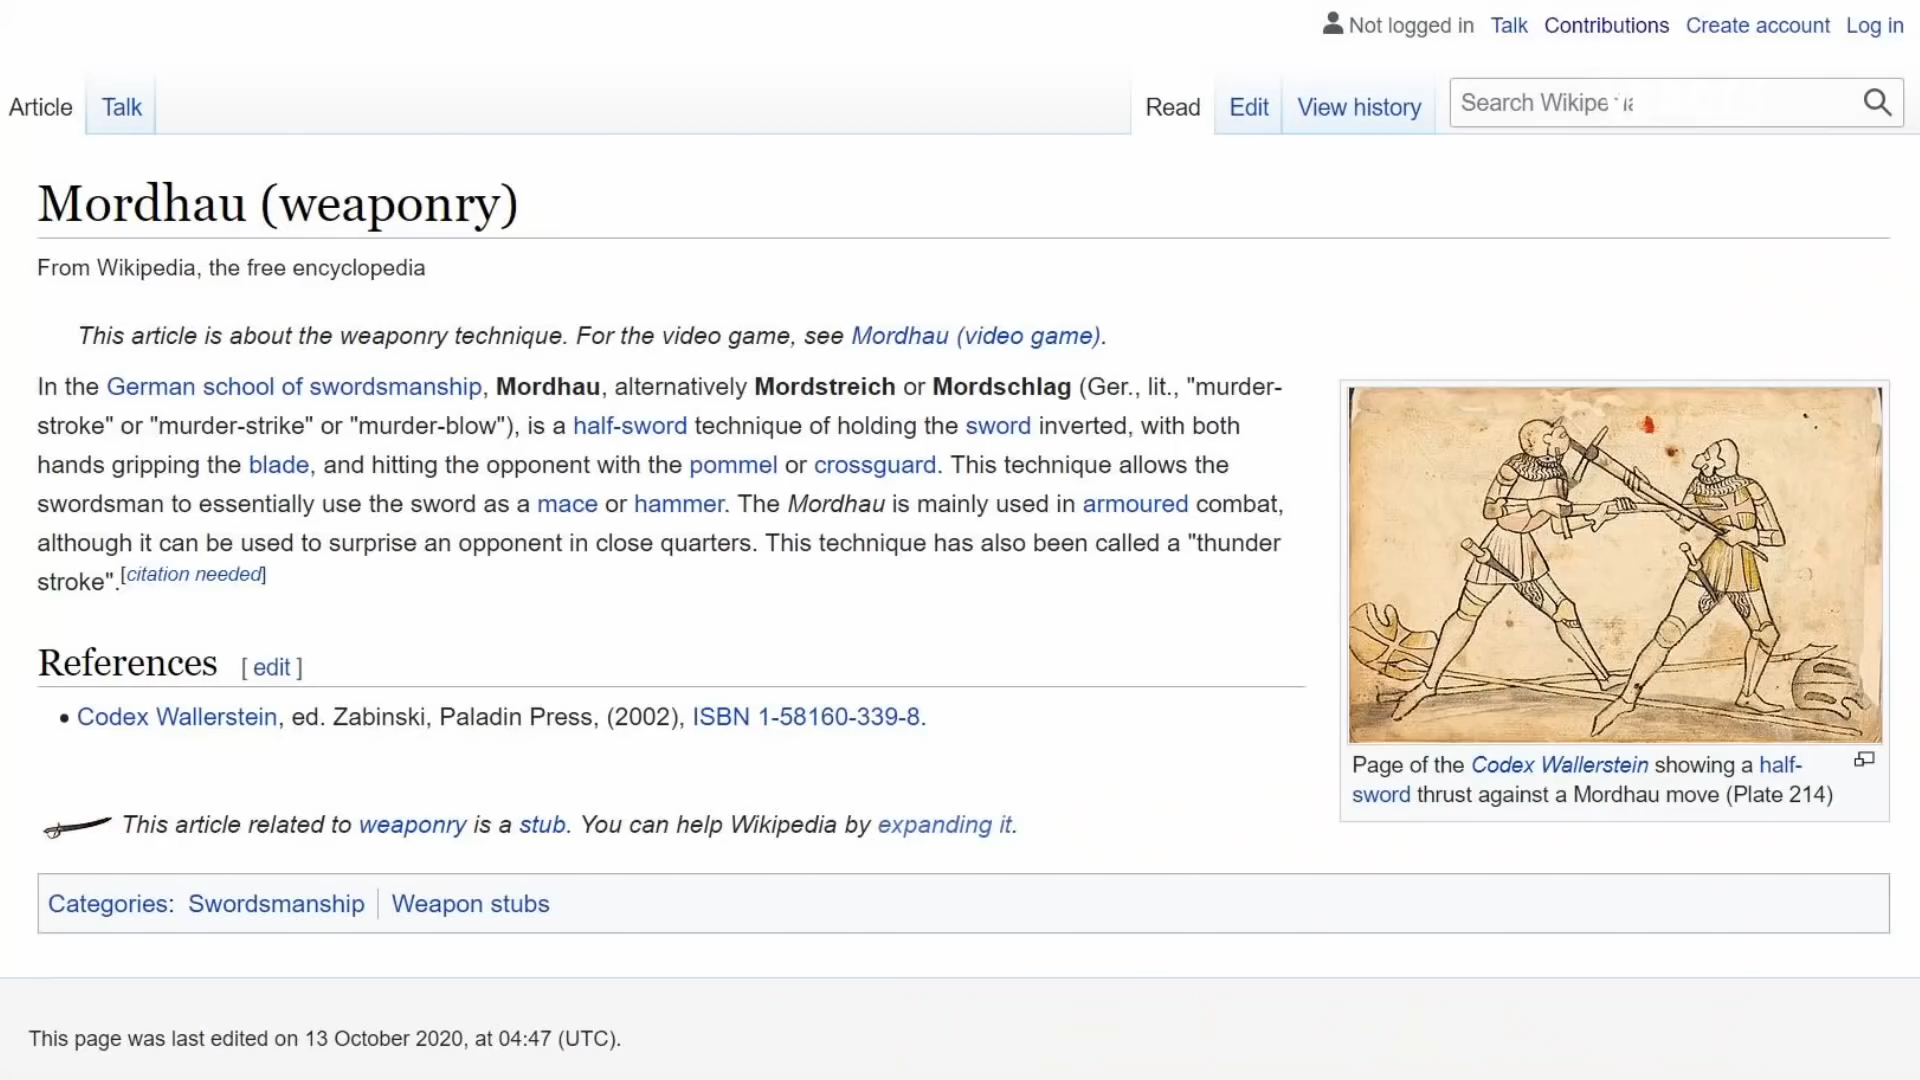 Not logged in Talk Contributions Create account Log in
Article Talk Read Edit View history Search
Mordhau (weaponry)
From Wikipedia, the free encyclopedia
This article is about the weaponry technique. For the video game, see Mordhau (video game).
In the German school of swordsmanship, Mordhau, alternatively Mordstreich or Mordschlag (Ger., lit., "murder-
stroke" or "murder-strike" or "murder-blow"), is a half-sword technique of holding the sword inverted, with both
hands gripping the blade, and hitting the opponent with the pommel or crossguard. This technique allows the
swordsman to essentially use the sword as a mace or hammer. The Mordhau is mainly used in armoured combat,
although it can be used to surprise an opponent in close quarters. This technique has also been called a "thunder
stroke".[citation needed]
References [ edit ]
• Codex Wallerstein, ed. Zabinski, Paladin Press, (2002), ISBN 1-58160-339-8.
This article related to weaponry is a stub. You can help Wikipedia by expanding it.
Page of the Codex Wallerstein showing a half-
sword thrust against a Mordhau move (Plate 214)
Categories: Swordsmanship | Weapon stubs
This page was last edited on 13 October 2020, at 04:47 (UTC).